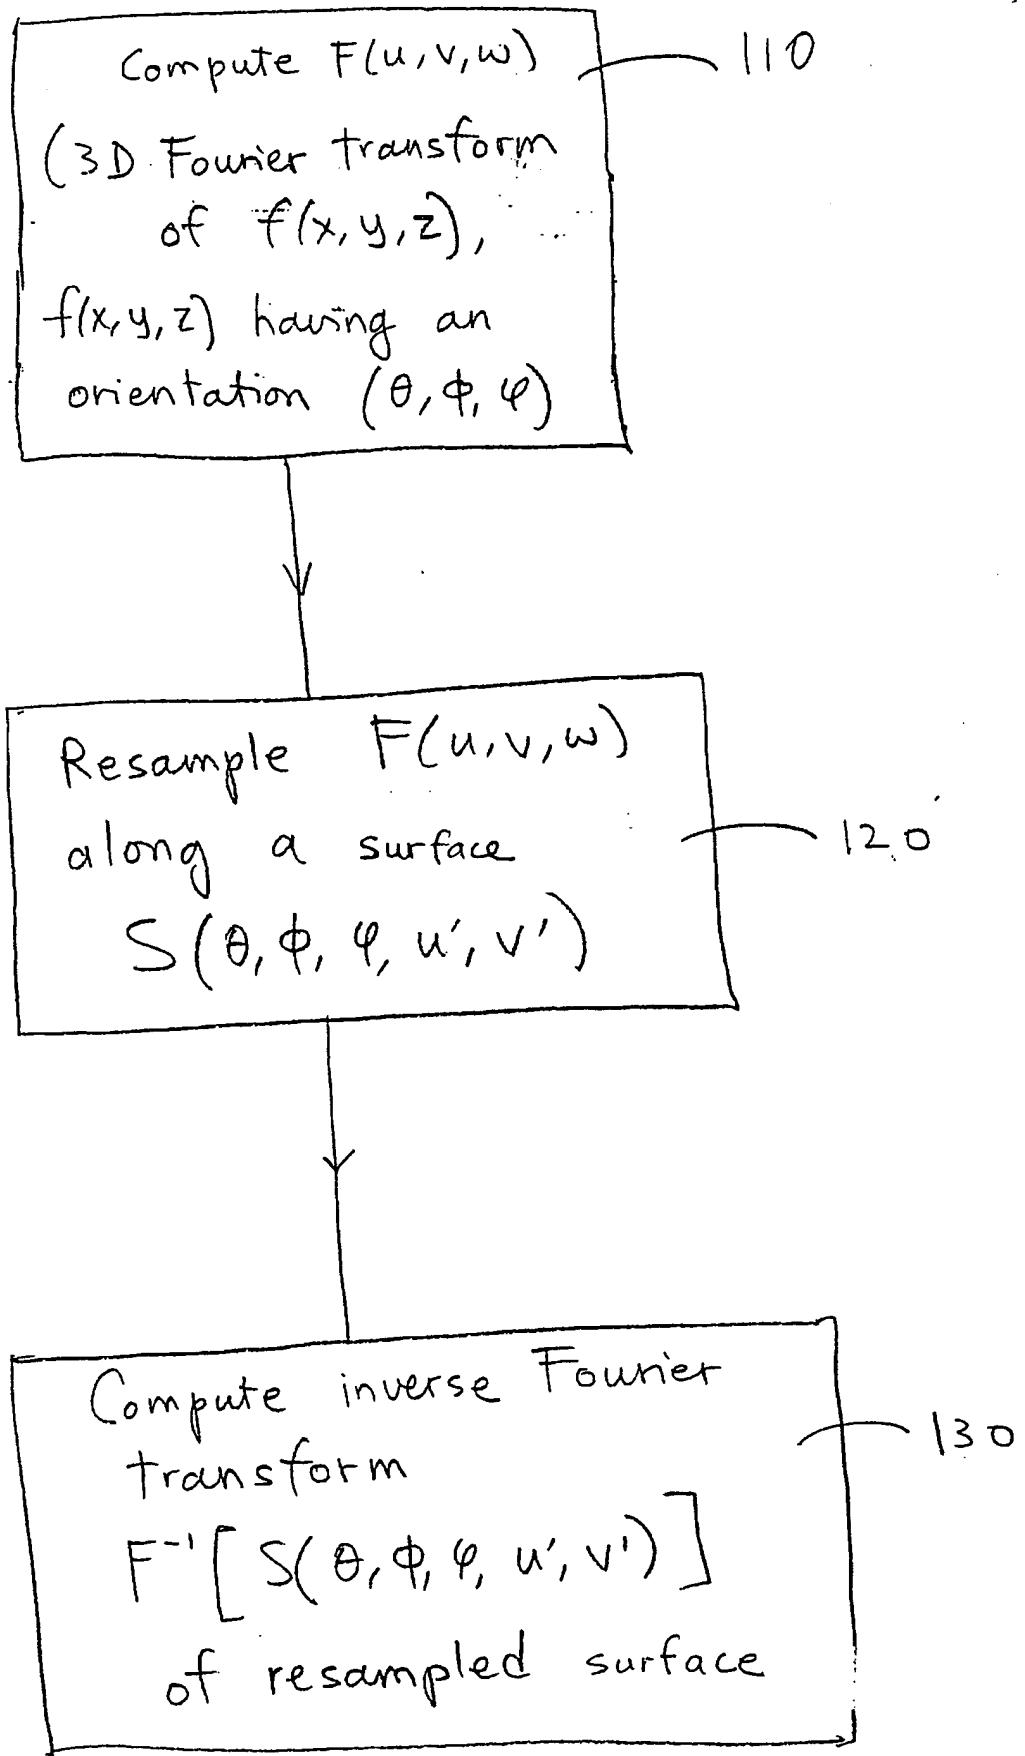 Compute F(u,v,w)
110
(3D Fourier transform
of f(x,y,z),
f(x,y,z) having an
orientation (θ,ϕ,φ)
Resample F(u,v,w)
along a surface
120
S(θ,ϕ,φ,u',v')
Compute inverse Fourier
130
transform
F⁻¹[S(θ,ϕ,φ,u',v')]
of resampled surface